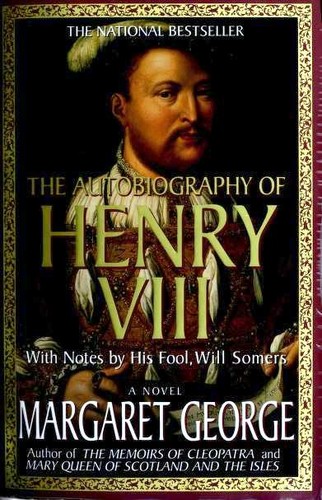 THE NATIONAL BESTSELLER
THE AUTOBIOGRAPHY OF
HENRY
VIII
With Notes by His Fool, Will Somers
A NOVEL
MARGARET GEORGE
Author of THE MEMOIRS OF CLEOPATRA and
MARY QUEEN OF SCOTLAND AND THE ISLES